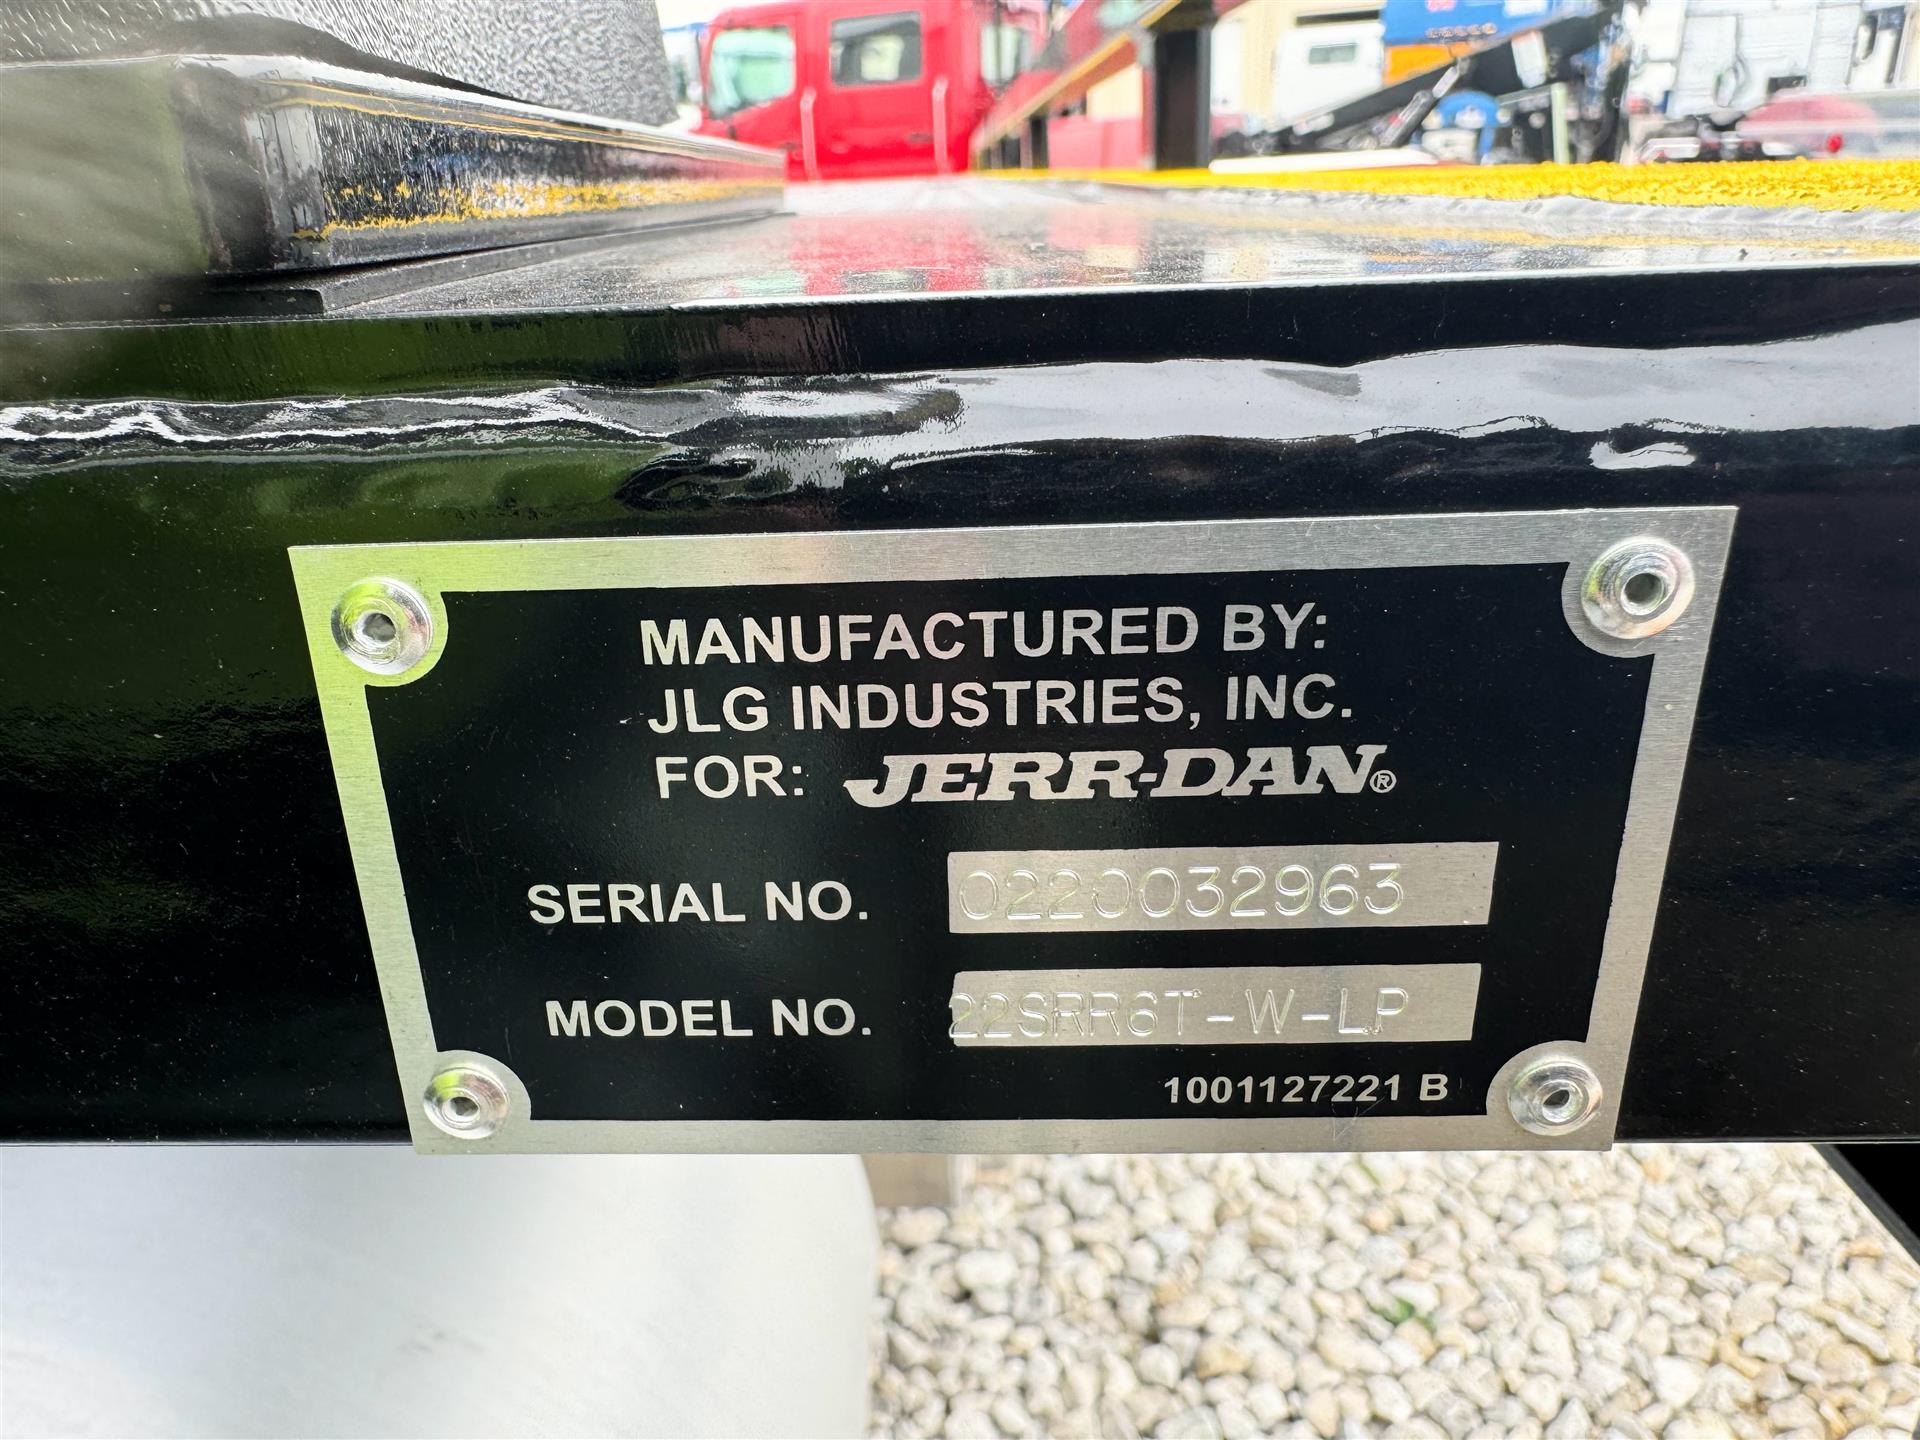 MANUFACTURED BY:
JLG INDUSTRIES, INC.
FOR: JERR-DAN®
SERIAL NO. 0220032963
MODEL NO. 22SRR6T-W-LP
1001127221 B